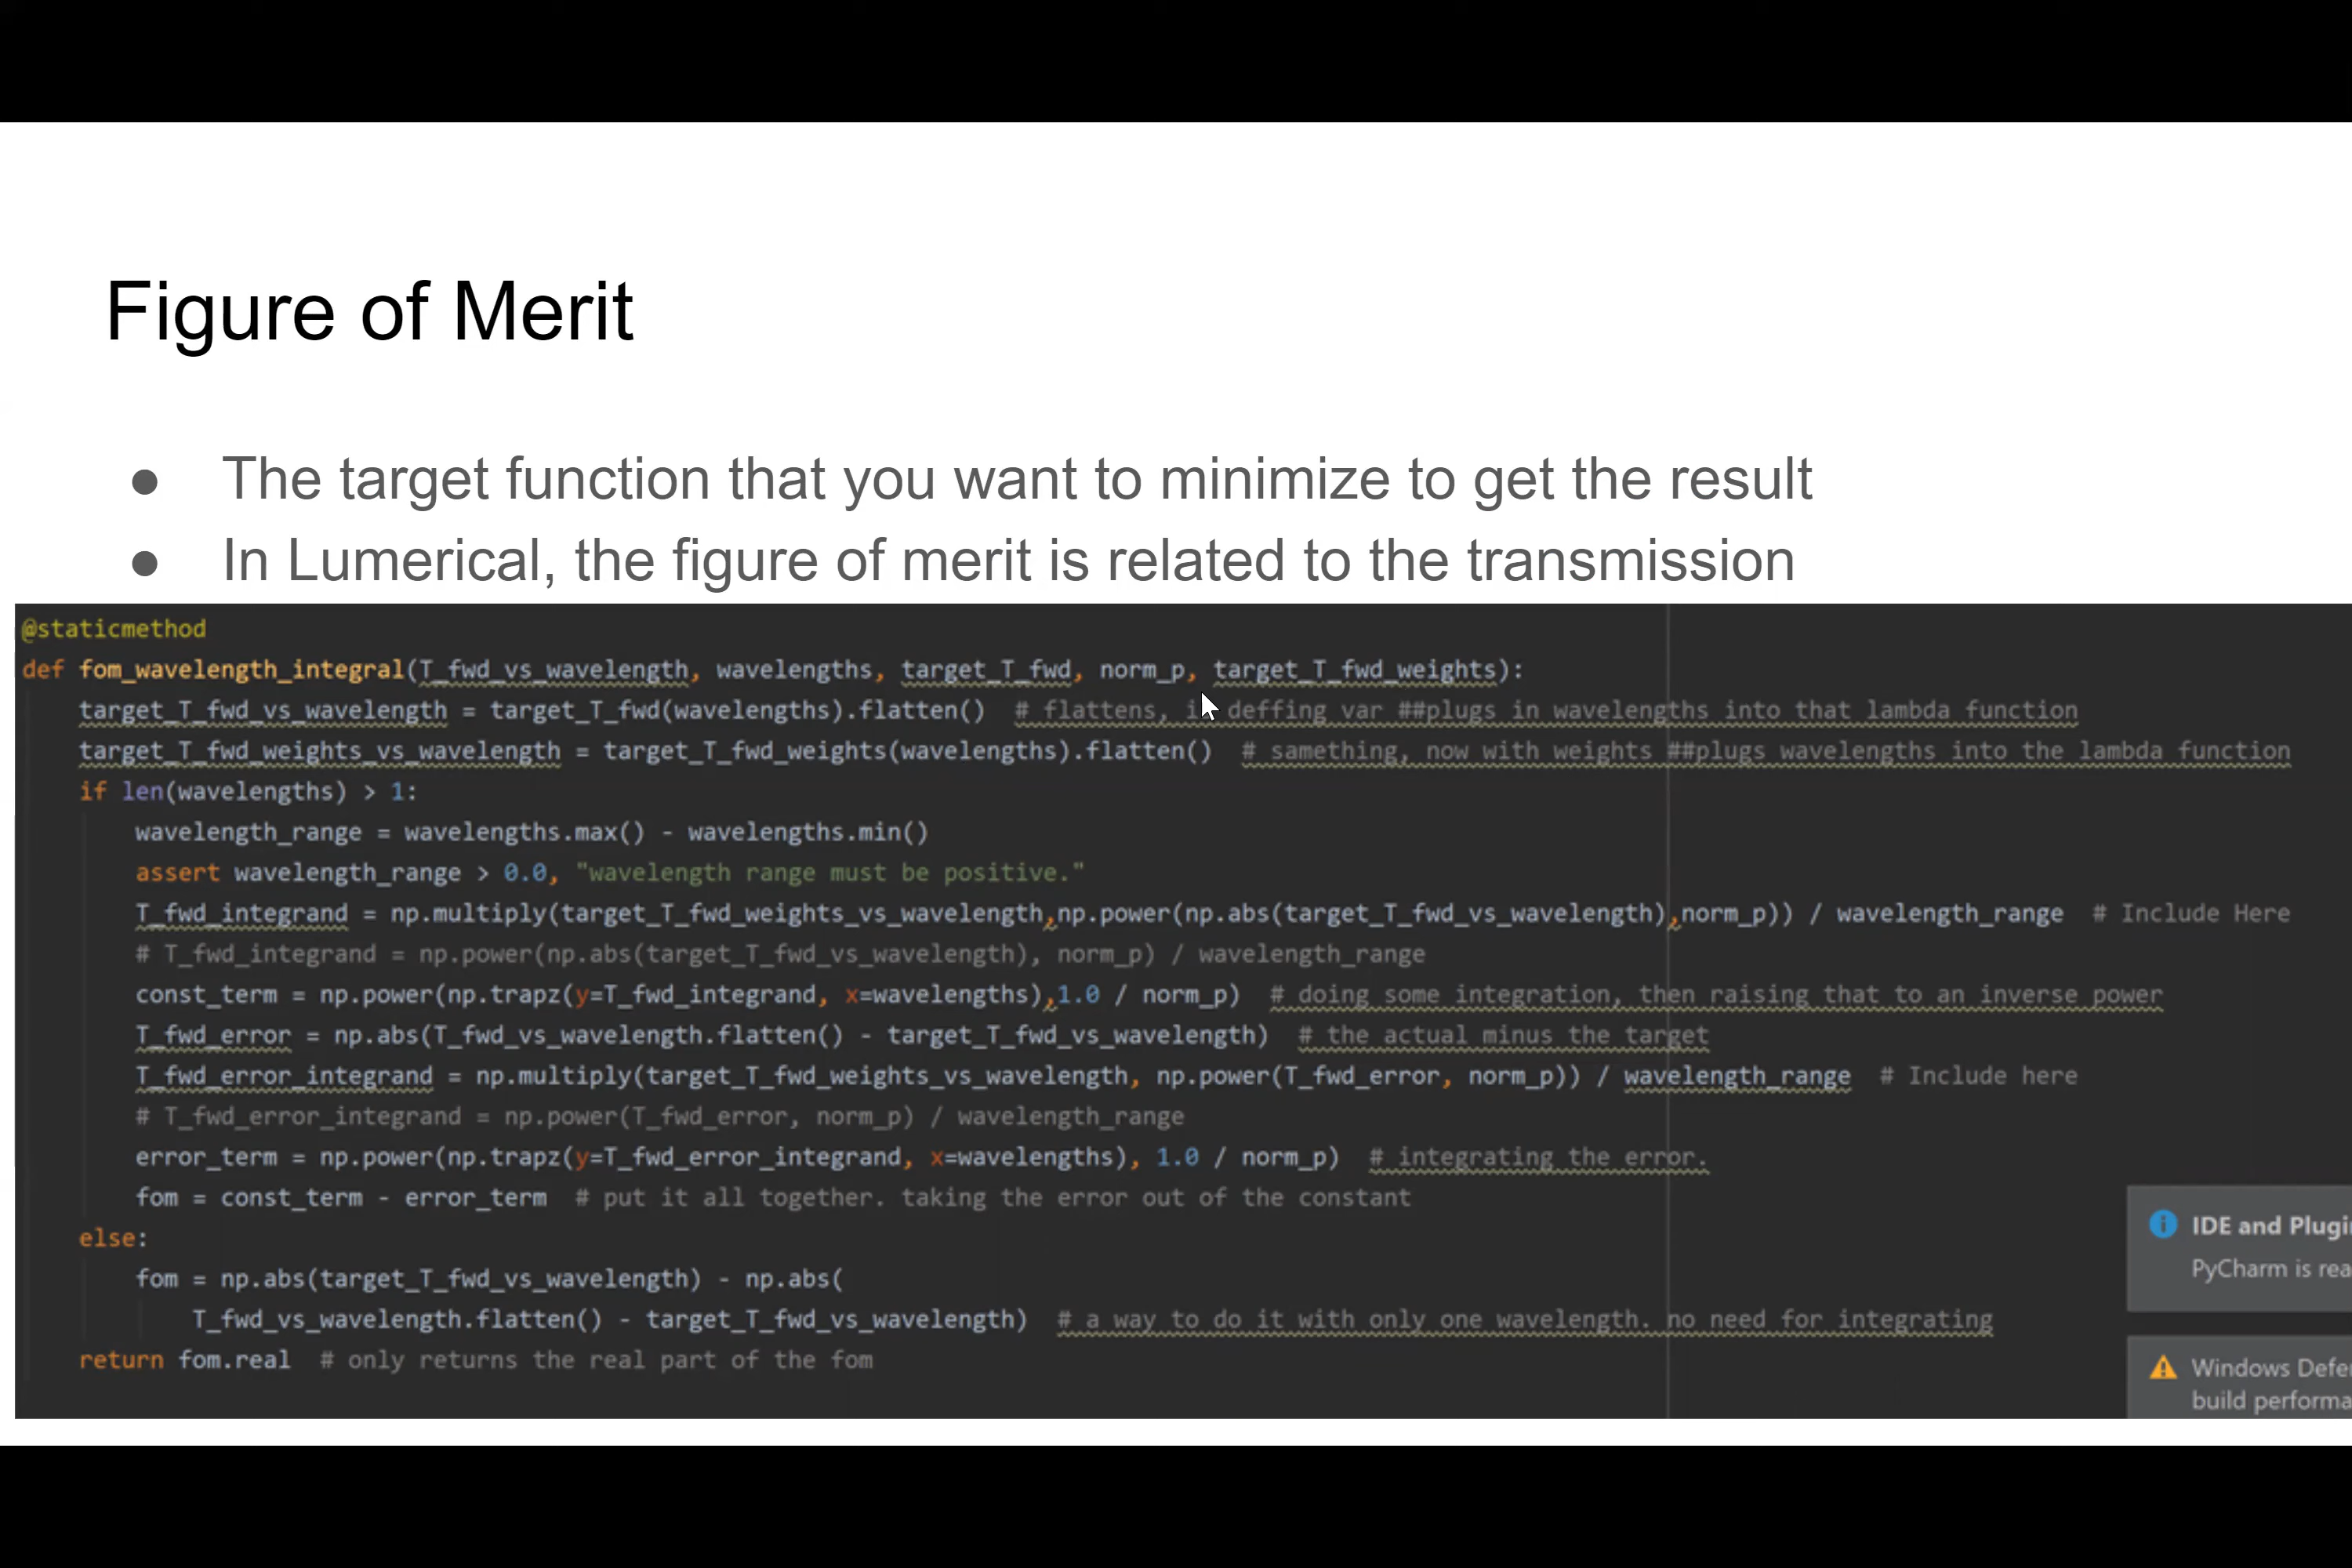 Figure of Merit
● The target function that you want to minimize to get the result
● In Lumerical, the figure of merit is related to the transmission
@staticmethod
def fom_wavelength_integral(T_fwd_vs_wavelength, wavelengths, target_T_fwd, norm_p, target_T_fwd_weights):
target_T_fwd_vs_wavelength = target_T_fwd(wavelengths).flatten() # flattens, deffing var ##plugs in wavelengths into that lambda function
target_T_fwd_weights_vs_wavelength = target_T_fwd_weights(wavelengths).flatten() # samething, now with weights ##plugs wavelengths into the lambda function
if len(wavelengths) > 1:
wavelength_range = wavelengths.max() - wavelengths.min()
assert wavelength_range > 0.0, "wavelength range must be positive."
T_fwd_integrand = np.multiply(target_T_fwd_weights_vs_wavelength,np.power(np.abs(target_T_fwd_vs_wavelength),norm_p)) / wavelength_range # Include Here
# T_fwd_integrand = np.power(np.abs(target_T_fwd_vs_wavelength), norm_p) / wavelength_range
const_term = np.power(np.trapz(y=T_fwd_integrand, x=wavelengths),1.0 / norm_p) # doing some integration, then raising that to an inverse power
T_fwd_error = np.abs(T_fwd_vs_wavelength.flatten() - target_T_fwd_vs_wavelength) # the actual minus the target
T_fwd_error_integrand = np.multiply(target_T_fwd_weights_vs_wavelength, np.power(T_fwd_error, norm_p)) / wavelength_range # Include here
# T_fwd_error_integrand = np.power(T_fwd_error, norm_p) / wavelength_range
error_term = np.power(np.trapz(y=T_fwd_error_integrand, x=wavelengths), 1.0 / norm_p) # integrating the error.
fom = const_term - error_term # put it all together. taking the error out of the constant
else:
fom = np.abs(target_T_fwd_vs_wavelength) - np.abs(
T_fwd_vs_wavelength.flatten() - target_T_fwd_vs_wavelength) # a way to do it with only one wavelength. no need for integrating
return fom.real # only returns the real part of the fom
IDE and Plugi
PyCharm is rea
Windows Defe
build performa